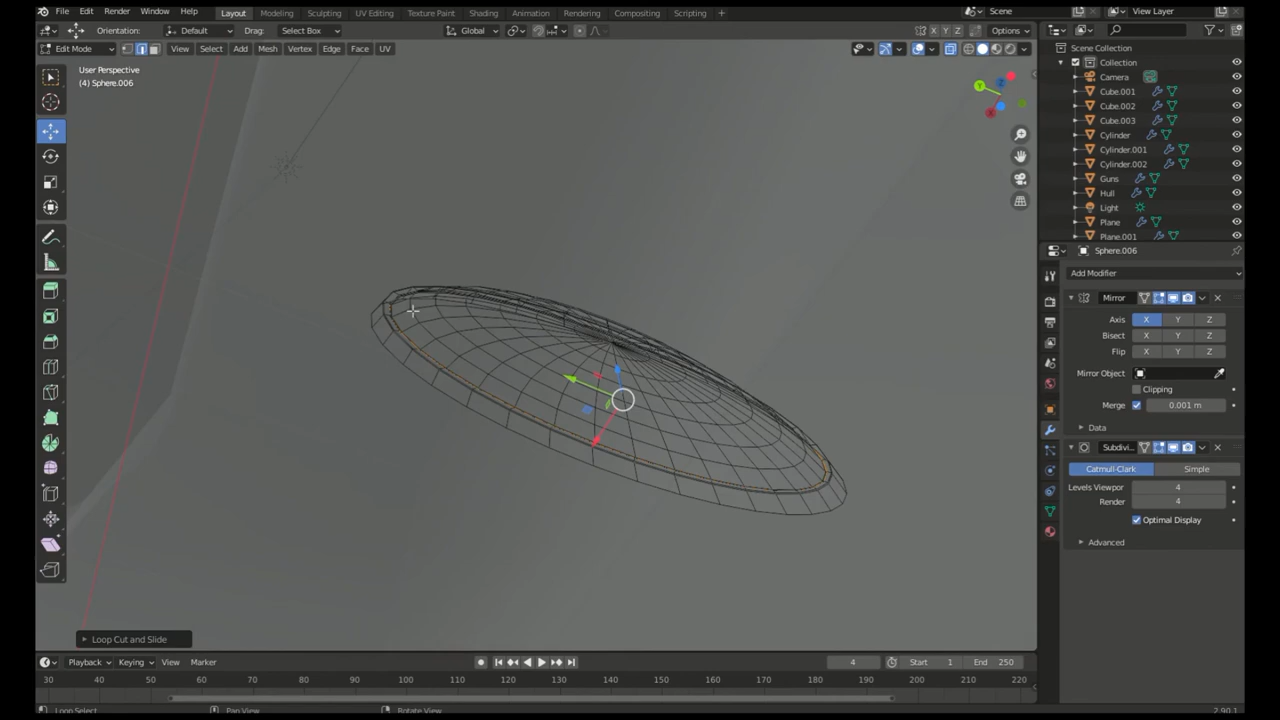 File Edit Render Window Help Layout Modeling Sculpting UV Editing Texture Paint Shading Animation Rendering Compositing Scripting + Scene View Layer
Orientation: Default Drag: Select Box Global X Y Z Options
Edit Mode View Select Add Mesh Vertex Edge Face UV
User Perspective
(4) Sphere.006
Scene Collection
Collection
Camera
Cube.001
Cube.002
Cube.003
Cylinder
Cylinder.001
Cylinder.002
Guns
Hull
Light
Plane
Plane.001
Sphere.006
Add Modifier
Mirror
Axis X Y Z
Bisect X Y Z
Flip X Y Z
Mirror Object
Clipping
Merge 0.001 m
Data
Subdivi...
Catmull-Clark Simple
Levels Viewpor 4
Render 4
Optimal Display
Advanced
Loop Cut and Slide
Playback Keying View Marker 4 Start 1 End 250
30 90 100 110 120 130 140 150 160 170 180 190 200 210 220
Loop Select Pan View Rotate View 2.90.1